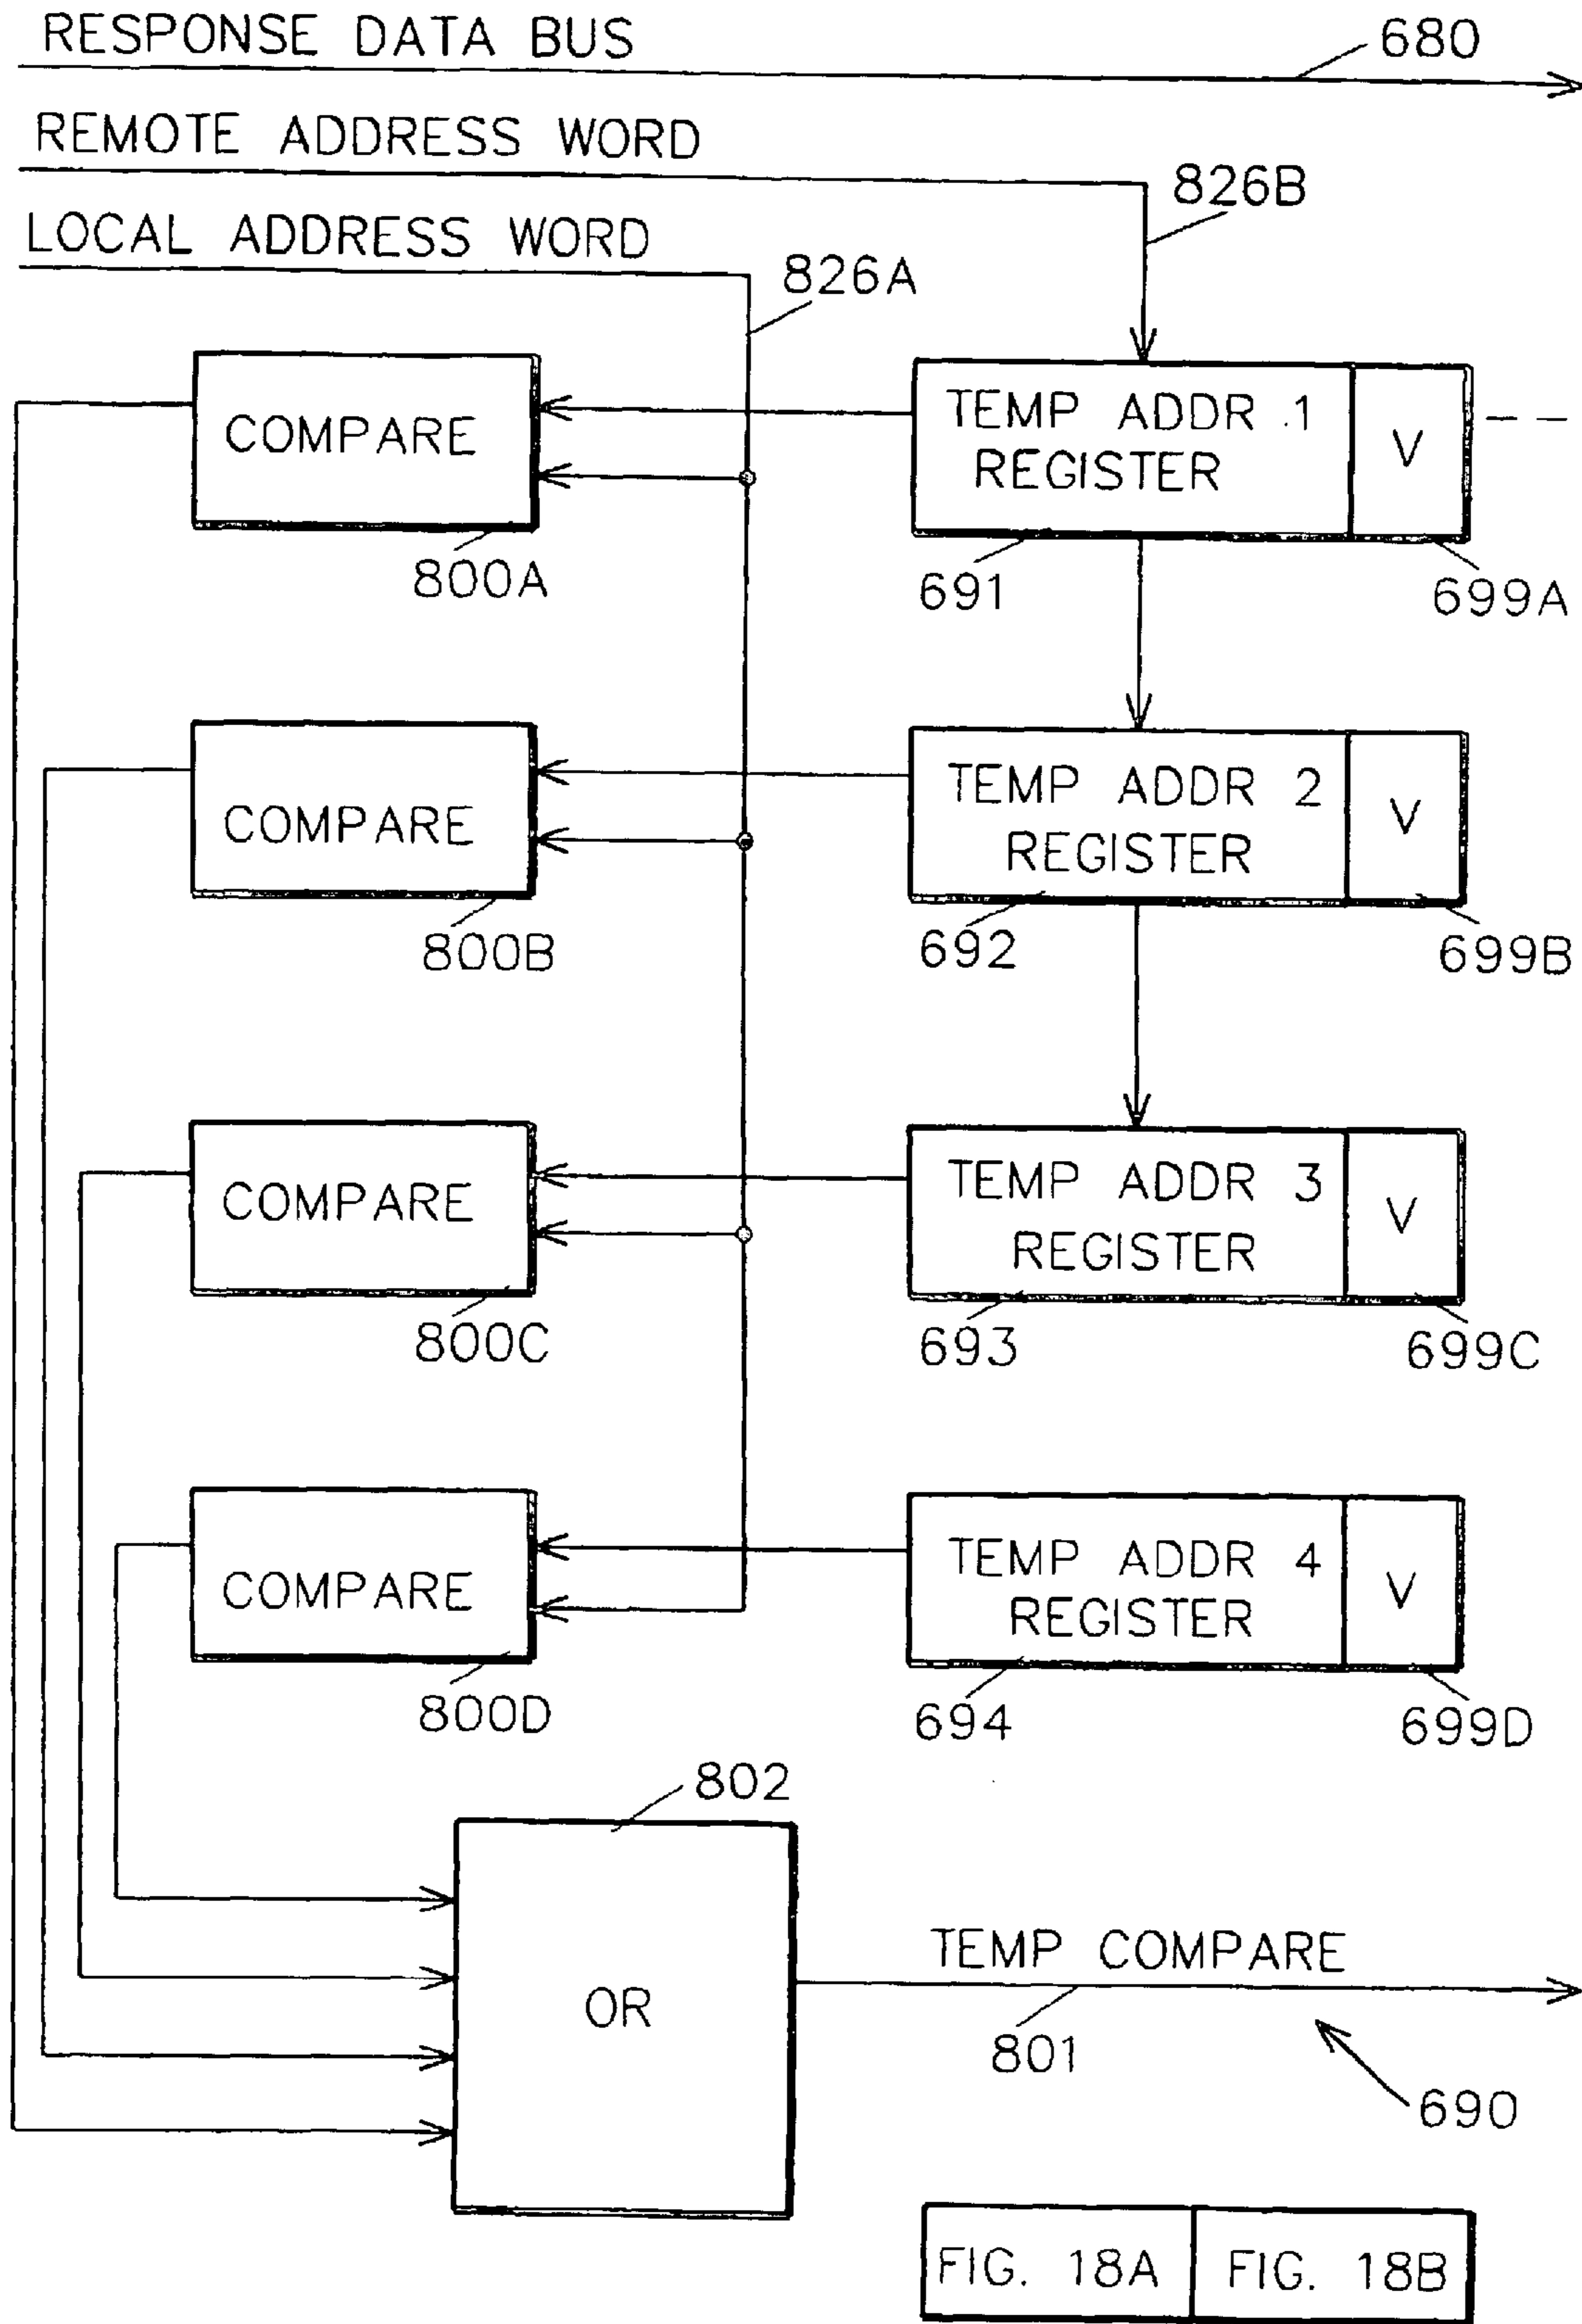 RESPONSE DATA BUS
680
REMOTE ADDRESS WORD
826B
LOCAL ADDRESS WORD
826A
COMPARE
TEMP ADDR 1
REGISTER
V
800A
691
699A
COMPARE
TEMP ADDR 2
REGISTER
V
800B
692
699B
COMPARE
TEMP ADDR 3
REGISTER
V
800C
693
699C
COMPARE
TEMP ADDR 4
REGISTER
V
800D
694
699D
802
OR
TEMP COMPARE
801
690
FIG. 18A FIG. 18B